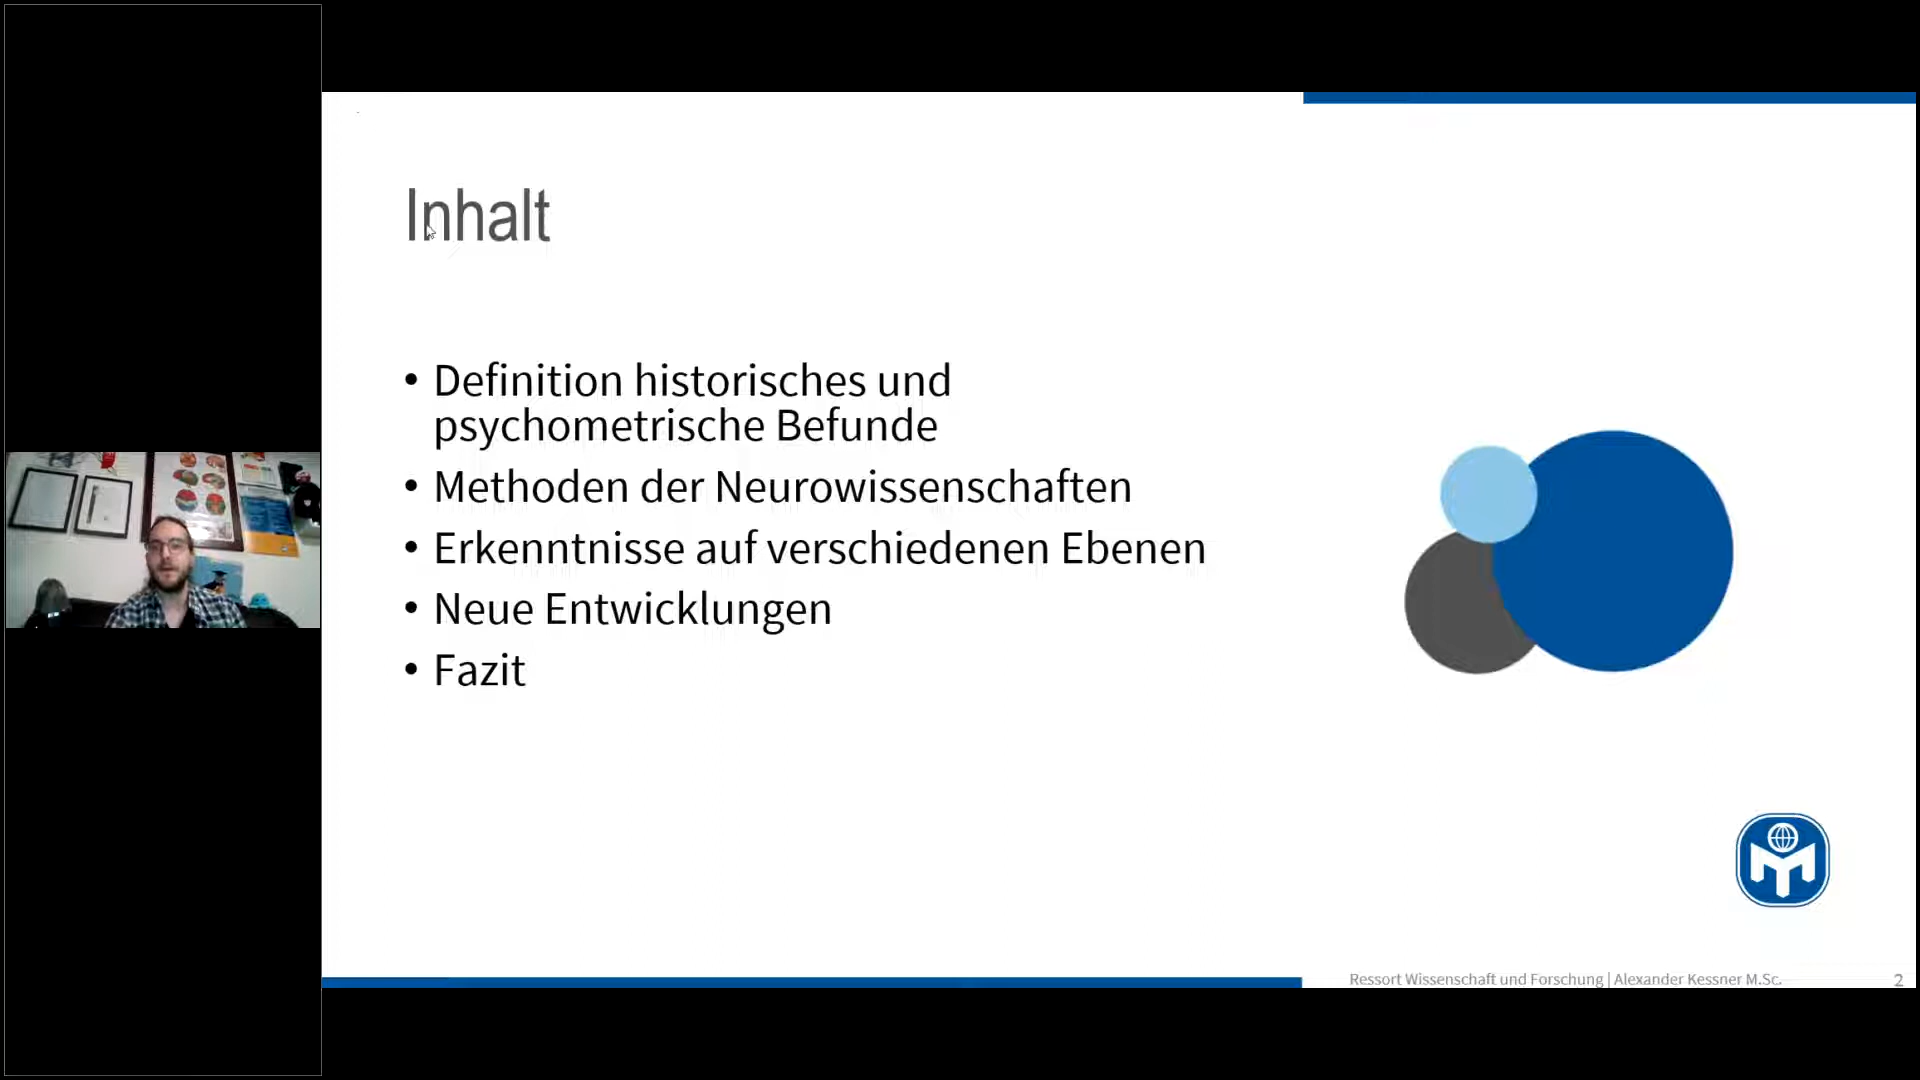 Inhalt
• Definition historisches und
psychometrische Befunde
• Methoden der Neurowissenschaften
• Erkenntnisse auf verschiedenen Ebenen
• Neue Entwicklungen
• Fazit
Ressort Wissenschaft und Forschung | Alexander Kessner M.Sc.
2